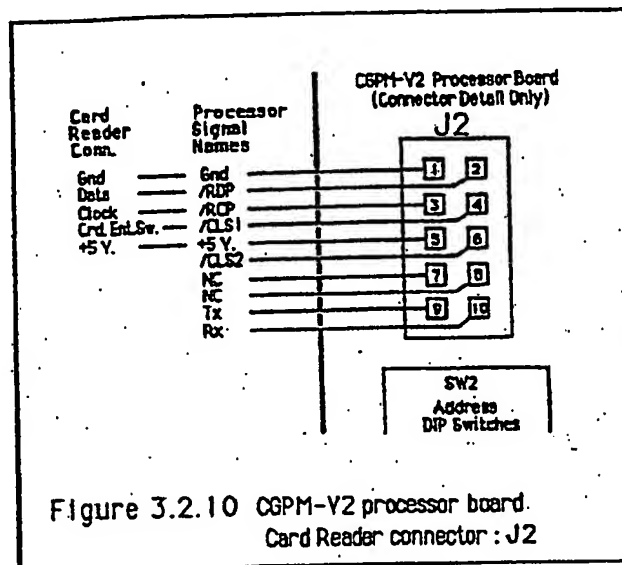 CGPM-V2 Processor Board
(Connector Detail Only)
J2
Card
Reader
Conn.
Processor
Signal
Names
Gnd
Gnd
1
2
Data
/RDP
Clock
/RCP
3
4
Crd. Ent. Sw.
/CLS1
+5 V.
+5 V.
5
6
/CLS2
NC
7
8
NC
Tx
9
10
Rx
SW2
Address
DIP Switches
Figure 3.2.10 CGPM-V2 processor board.
Card Reader connector : J2